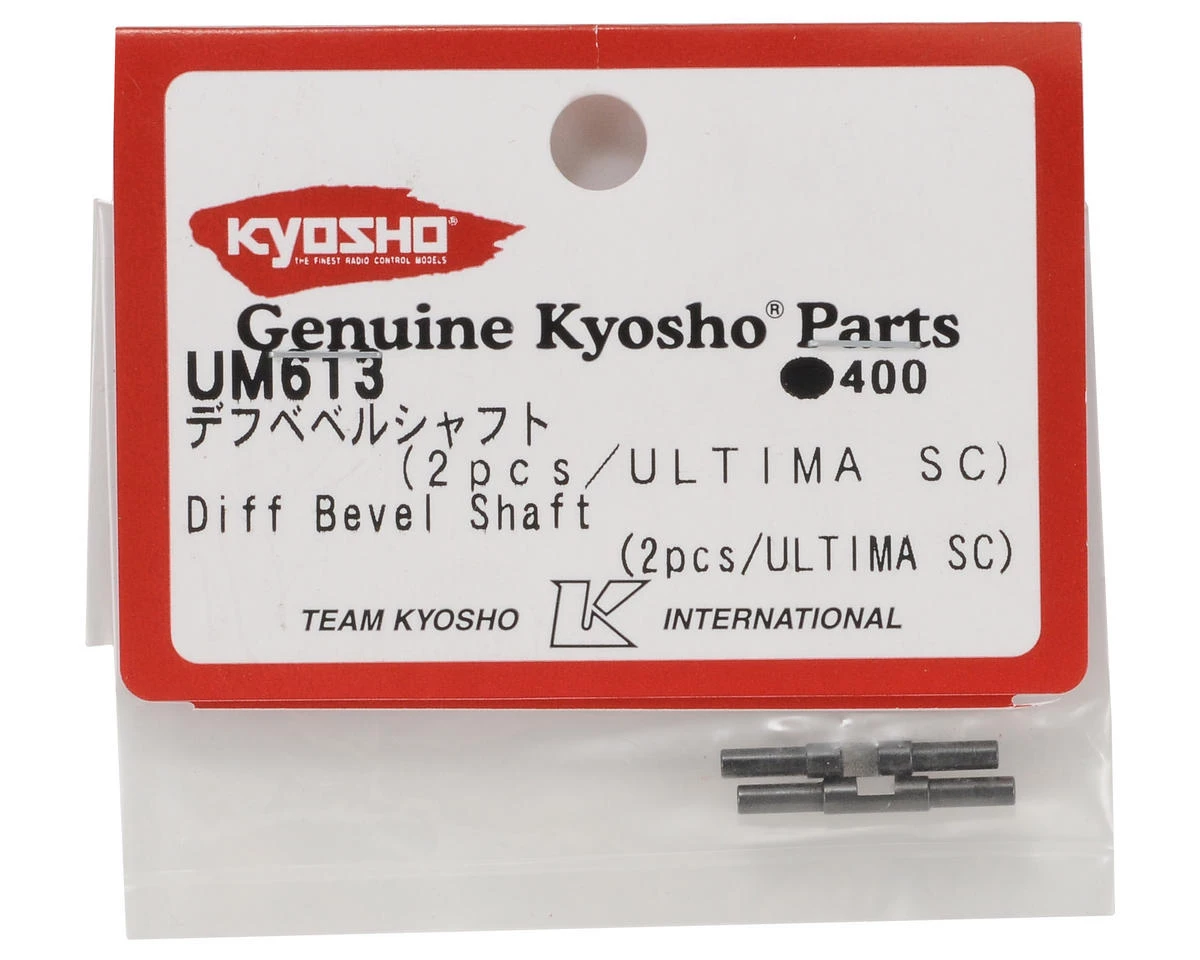 KYOSHO®
THE FINEST RADIO CONTROL MODELS
Genuine Kyosho® Parts
UM613 ●400
デフベベルシャフト
(2pcs/ULTIMA SC)
Diff Bevel Shaft
(2pcs/ULTIMA SC)
TEAM KYOSHO K INTERNATIONAL